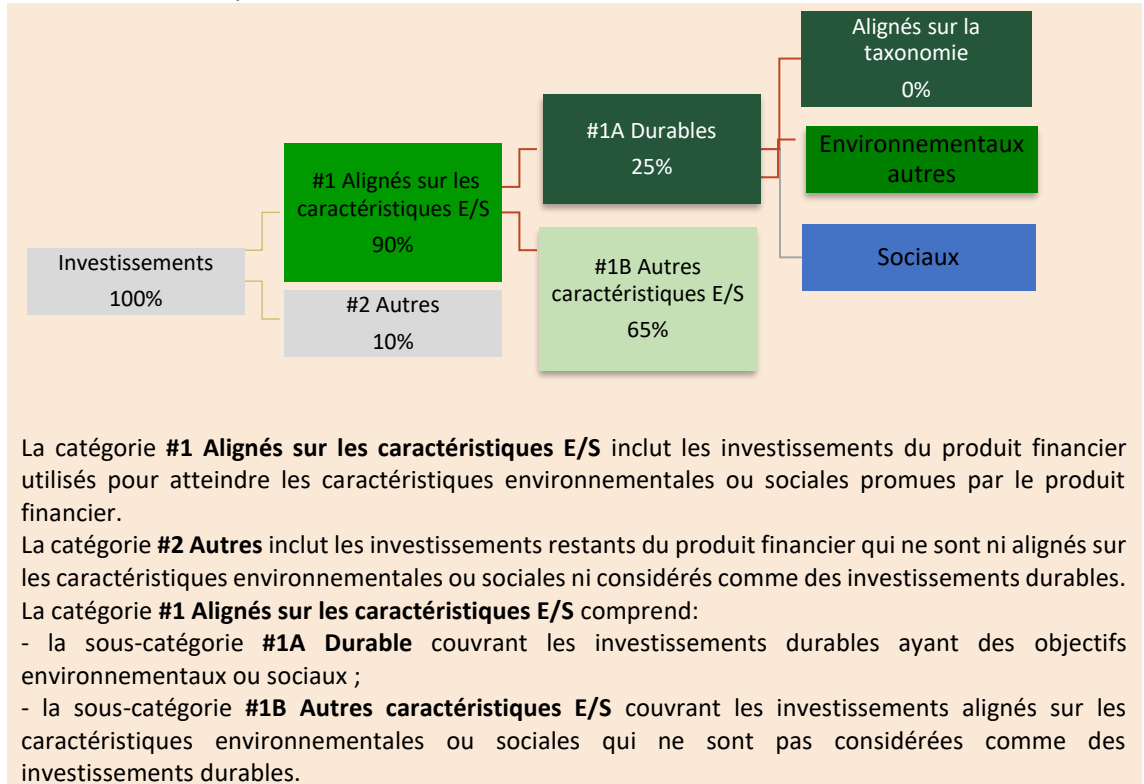 Alignés sur la
taxonomie
0%
#1A Durables
25%
Environnementaux
autres
#1 Alignés sur les
caractéristiques E/S
90%
Sociaux
Investissements
100%
#1B Autres
caractéristiques E/S
65%
#2 Autres
10%
La catégorie #1 Alignés sur les caractéristiques E/S inclut les investissements du produit financier
utilisés pour atteindre les caractéristiques environnementales ou sociales promues par le produit
financier.
La catégorie #2 Autres inclut les investissements restants du produit financier qui ne sont ni alignés sur
les caractéristiques environnementales ou sociales ni considérés comme des investissements durables.
La catégorie #1 Alignés sur les caractéristiques E/S comprend:
- la sous-catégorie #1A Durable couvrant les investissements durables ayant des objectifs
environnementaux ou sociaux ;
- la sous-catégorie #1B Autres caractéristiques E/S couvrant les investissements alignés sur les
caractéristiques environnementales ou sociales qui ne sont pas considérées comme des
investissements durables.